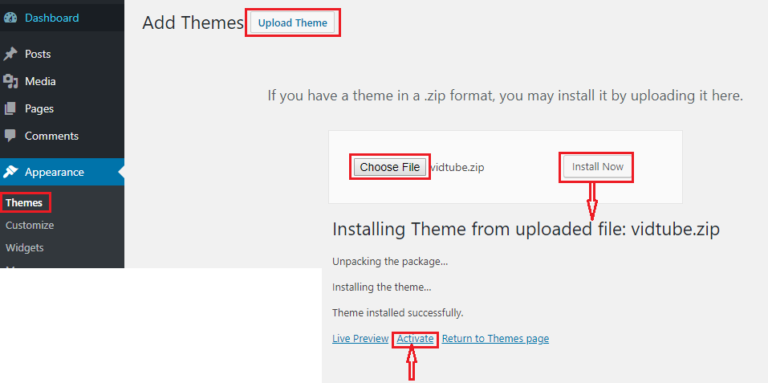 Dashboard
Posts
Media
Pages
Comments
Appearance
Themes
Customize
Widgets
Add Themes Upload Theme
If you have a theme in a .zip format, you may install it by uploading it here.
Choose File vidtube.zip Install Now
Installing Theme from uploaded file: vidtube.zip
Unpacking the package...
Installing the theme...
Theme installed successfully.
Live Preview Activate Return to Themes page